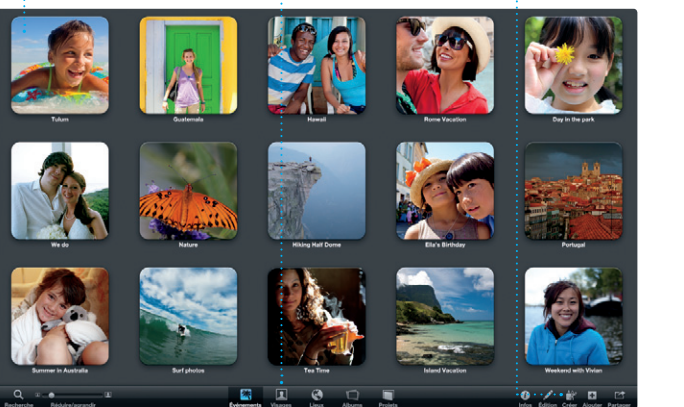 Tulum
Guatemala
Hawaii
Rome Vacation
Day in the park
We do
Nature
Hiking Half Dome
Ella's Birthday
Portugal
Summer in Australia
Surf photos
Tea Time
Island Vacation
Weekend with Vivian
Recherche
Réduire/agrandir
Événements
Visages
Lieux
Albums
Projets
Infos
Édition
Créer
Ajouter
Partager